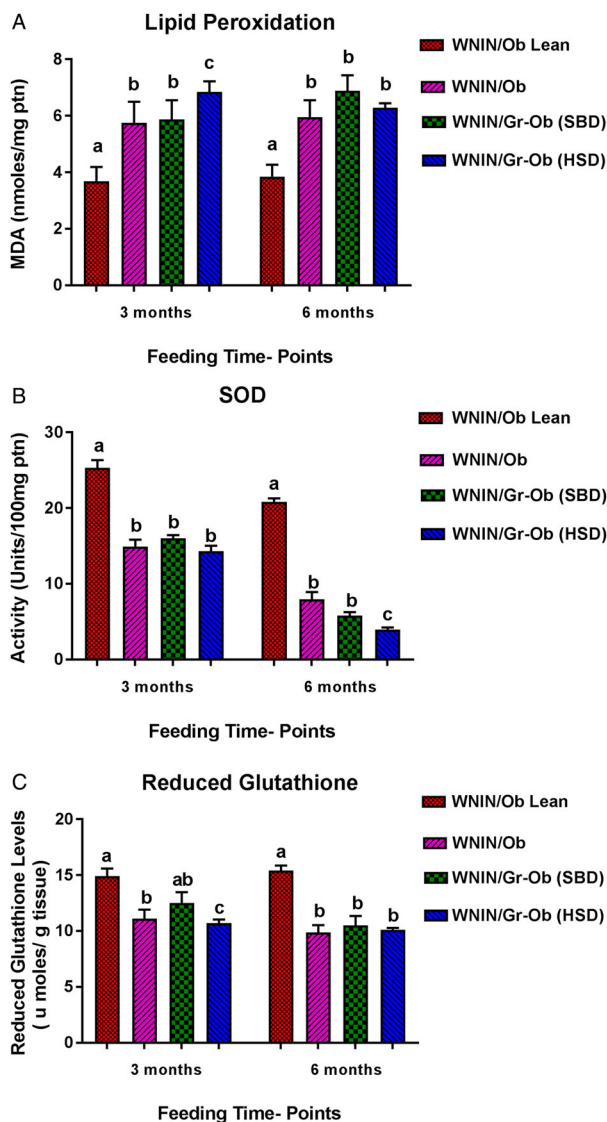 A
Lipid Peroxidation
MDA (nmoles/mg ptn)
8
6
4
2
0
a
b
b
c
a
b
b
b
3 months
6 months
Feeding Time- Points
WNIN/Ob Lean
WNIN/Ob
WNIN/Gr-Ob (SBD)
WNIN/Gr-Ob (HSD)
B
SOD
Activity (Units/100mg ptn)
30
20
10
0
a
b
b
b
a
b
b
c
3 months
6 months
Feeding Time- Points
WNIN/Ob Lean
WNIN/Ob
WNIN/Gr-Ob (SBD)
WNIN/Gr-Ob (HSD)
C
Reduced Glutathione
Reduced Glutathione Levels
( u moles/ g tissue)
20
15
10
5
0
a
b
ab
c
a
b
b
b
3 months
6 months
Feeding Time- Points
WNIN/Ob Lean
WNIN/Ob
WNIN/Gr-Ob (SBD)
WNIN/Gr-Ob (HSD)